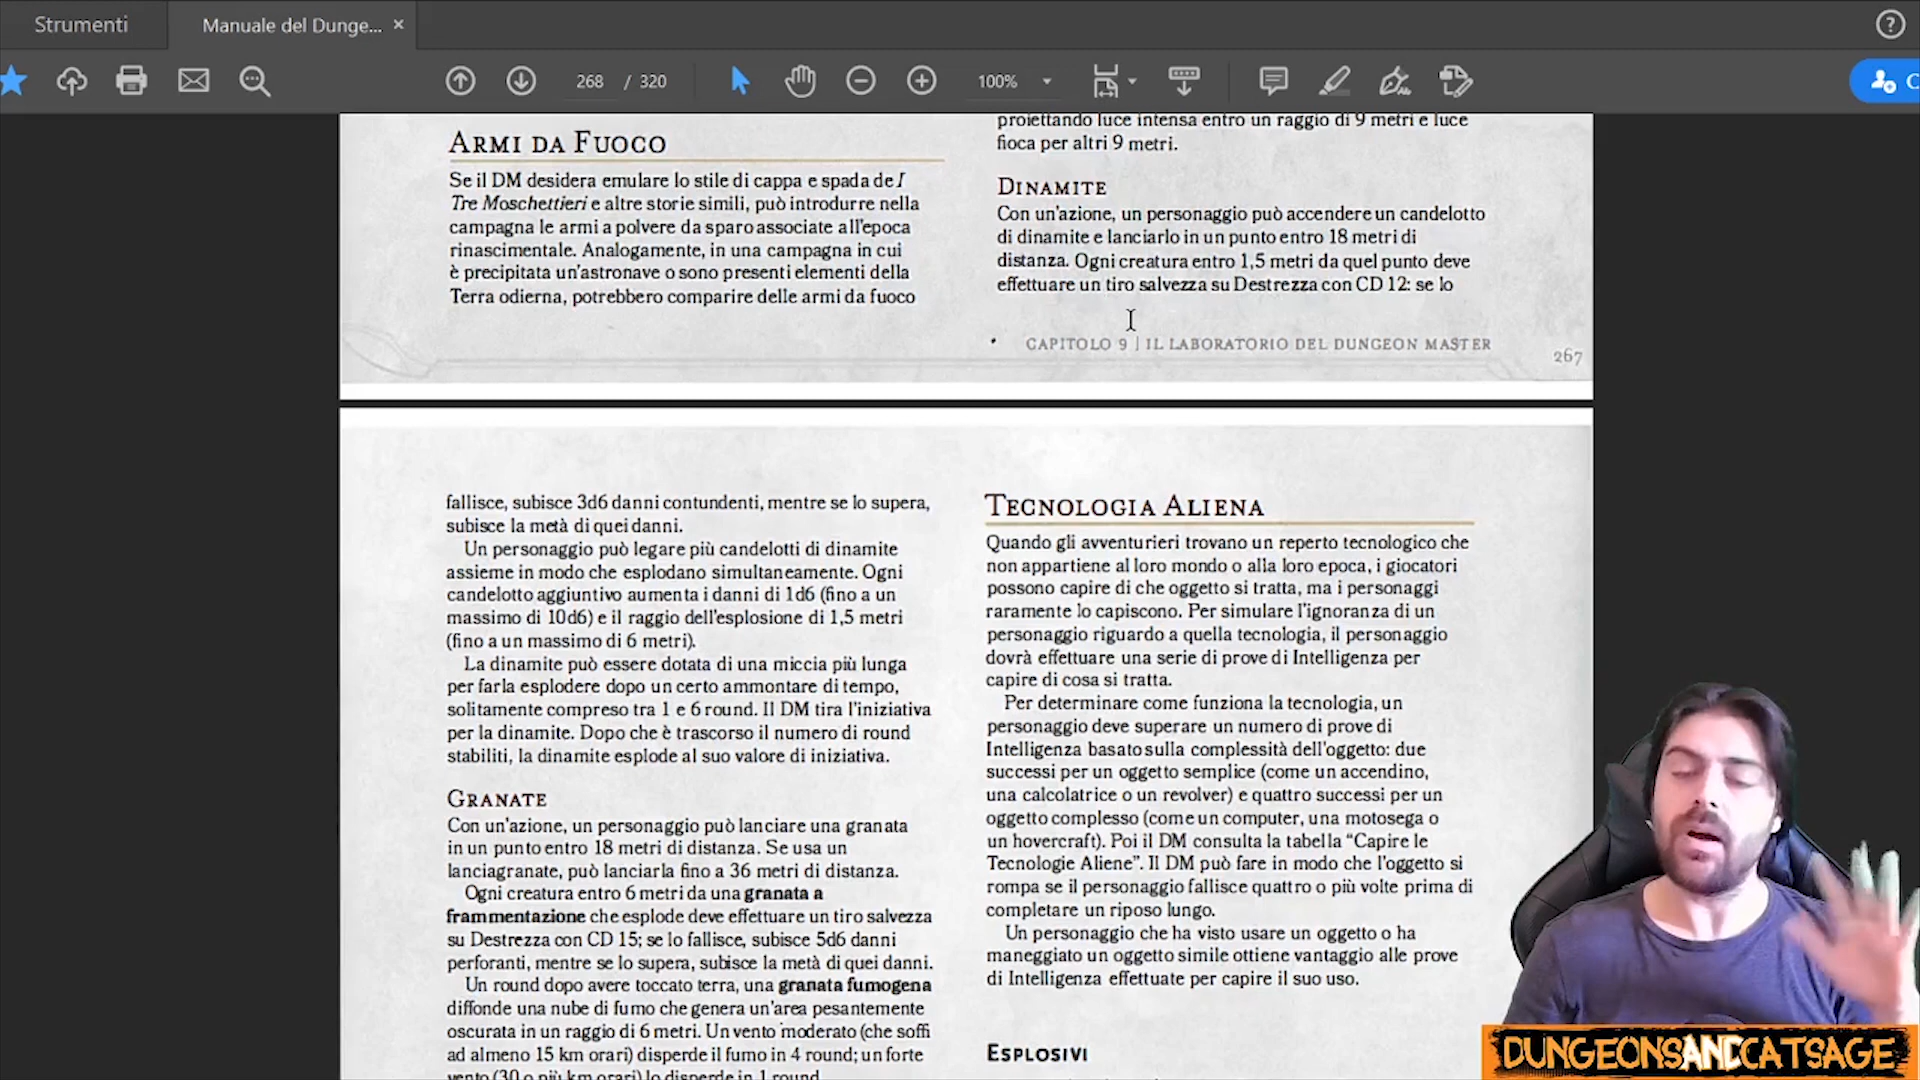 Strumenti
Manuale del Dunge...
268 / 320
100%
ARMI DA FUOCO
Se il DM desidera emulare lo stile di cappa e spada de I
Tre Moschettieri e altre storie simili, può introdurre nella
campagna le armi a polvere da sparo associate all'epoca
rinascimentale. Analogamente, in una campagna in cui
è precipitata un'astronave o sono presenti elementi della
Terra odierna, potrebbero comparire delle armi da fuoco
proiettando luce intensa entro un raggio di 9 metri e luce
fioca per altri 9 metri.
DINAMITE
Con un'azione, un personaggio può accendere un candelotto
di dinamite e lanciarlo in un punto entro 18 metri di
distanza. Ogni creatura entro 1,5 metri da quel punto deve
effettuare un tiro salvezza su Destrezza con CD 12: se lo
CAPITOLO 9 | IL LABORATORIO DEL DUNGEON MASTER
267
fallisce, subisce 3d6 danni contundenti, mentre se lo supera,
subisce la metà di quei danni.
Un personaggio può legare più candelotti di dinamite
assieme in modo che esplodano simultaneamente. Ogni
candelotto aggiuntivo aumenta i danni di 1d6 (fino a un
massimo di 10d6) e il raggio dell'esplosione di 1,5 metri
(fino a un massimo di 6 metri).
La dinamite può essere dotata di una miccia più lunga
per farla esplodere dopo un certo ammontare di tempo,
solitamente compreso tra 1 e 6 round. Il DM tira l'iniziativa
per la dinamite. Dopo che è trascorso il numero di round
stabiliti, la dinamite esplode al suo valore di iniziativa.
GRANATE
Con un'azione, un personaggio può lanciare una granata
in un punto entro 18 metri di distanza. Se usa un
lanciagranate, può lanciarla fino a 36 metri di distanza.
Ogni creatura entro 6 metri da una granata a
frammentazione che esplode deve effettuare un tiro salvezza
su Destrezza con CD 15; se lo fallisce, subisce 5d6 danni
perforanti, mentre se lo supera, subisce la metà di quei danni.
Un round dopo avere toccato terra, una granata fumogena
diffonde una nube di fumo che genera un'area pesantemente
oscurata in un raggio di 6 metri. Un vento moderato (che soffi
ad almeno 15 km orari) disperde il fumo in 4 round; un forte
vento (30 o più km orari) lo disperde in 1 round.
TECNOLOGIA ALIENA
Quando gli avventurieri trovano un reperto tecnologico che
non appartiene al loro mondo o alla loro epoca, i giocatori
possono capire di che oggetto si tratta, ma i personaggi
raramente lo capiscono. Per simulare l'ignoranza di un
personaggio riguardo a quella tecnologia, il personaggio
dovrà effettuare una serie di prove di Intelligenza per
capire di cosa si tratta.
Per determinare come funziona la tecnologia, un
personaggio deve superare un numero di prove di
Intelligenza basato sulla complessità dell'oggetto: due
successi per un oggetto semplice (come un accendino,
una calcolatrice o un revolver) e quattro successi per un
oggetto complesso (come un computer, una motosega o
un hovercraft). Poi il DM consulta la tabella “Capire le
Tecnologie Aliene”. Il DM può fare in modo che l'oggetto si
rompa se il personaggio fallisce quattro o più volte prima di
completare un riposo lungo.
Un personaggio che ha visto usare un oggetto o ha
maneggiato un oggetto simile ottiene vantaggio alle prove
di Intelligenza effettuate per capire il suo uso.
ESPLOSIVI
DUNGEONSANDCATSAGE